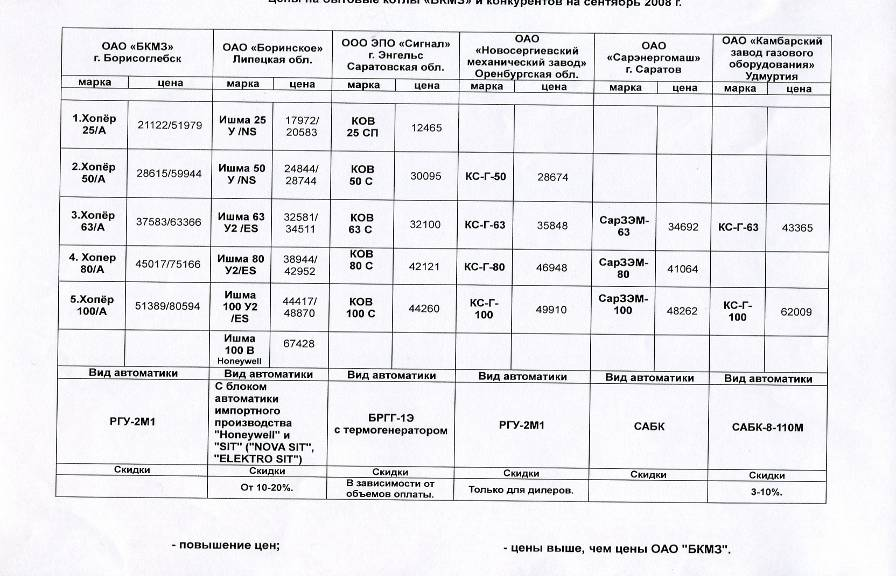 Цены на бытовые котлы «БКМЗ» и конкурентов на сентябрь 2008 г.
ОАО «БКМЗ»
г. Борисоглебск
ОАО «Боринское»
Липецкая обл.
ООО ЭПО «Сигнал»
г. Энгельс
Саратовская обл.
ОАО
«Новосергиевский
механический завод»
Оренбургская обл.
ОАО
«Сарэнергомаш»
г. Саратов
ОАО «Камбарский
завод газового
оборудования»
Удмуртия
марка цена марка цена марка цена марка цена марка цена марка цена
1.Хопёр
25/А
21122/51979
Ишма 25
У /NS
17972/
20583
КОВ
25 СП
12465
2.Хопёр
50/А
28615/59944
Ишма 50
У /NS
24844/
28744
КОВ
50 С
30095
КС-Г-50
28674
3.Хопёр
63/А
37583/63366
Ишма 63
У2 /ES
32581/
34511
КОВ
63 С
32100
КС-Г-63
35848
СарЗЭМ-
63
34692
КС-Г-63
43365
4. Хопер
80/А
45017/75166
Ишма 80
У2/ES
38944/
42952
КОВ
80 С
42121
КС-Г-80
46948
СарЗЭМ-
80
41064
5.Хопёр
100/А
51389/80594
Ишма
100 У2
/ES
44417/
48870
КОВ
100 С
44260
КС-Г-
100
49910
СарЗЭМ-
100
48262
КС-Г-
100
62009
Ишма
100 В
Honeywell
67428
Вид автоматики Вид автоматики Вид автоматики Вид автоматики Вид автоматики Вид автоматики
РГУ-2М1
С блоком
автоматики
импортного
производства
"Honeywell" и
"SIT" ("NOVA SIT",
"ELEKTRO SIT")
БРГГ-1Э
с термогенератором
РГУ-2М1
САБК
САБК-8-110М
Скидки Скидки Скидки Скидки Скидки Скидки
От 10-20%.
В зависимости от
объемов оплаты.
Только для дилеров.
3-10%.
- повышение цен;
- цены выше, чем цены ОАО "БКМЗ".